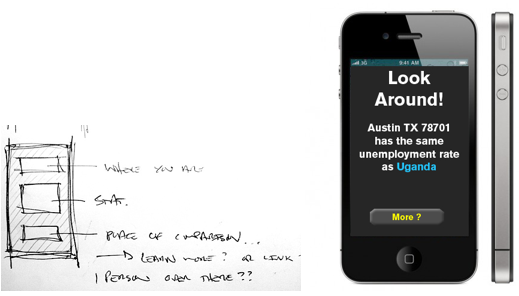 WHERE YOU ARE
STAT.
PLACE OF COMPARISON...
LEARN MORE? OR LINK
1 PERSON OVER THERE??
3G 9:41 AM
Look
Around!
Austin TX 78701
has the same
unemployment rate
as Uganda
More ?